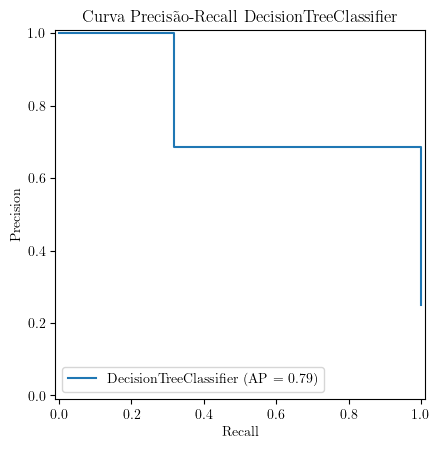 Curva Precisão-Recall DecisionTreeClassifier
1.0
0.8
0.6
0.4
0.2
0.0
Precision
DecisionTreeClassifier (AP = 0.79)
0.0 0.2 0.4 0.6 0.8 1.0
Recall